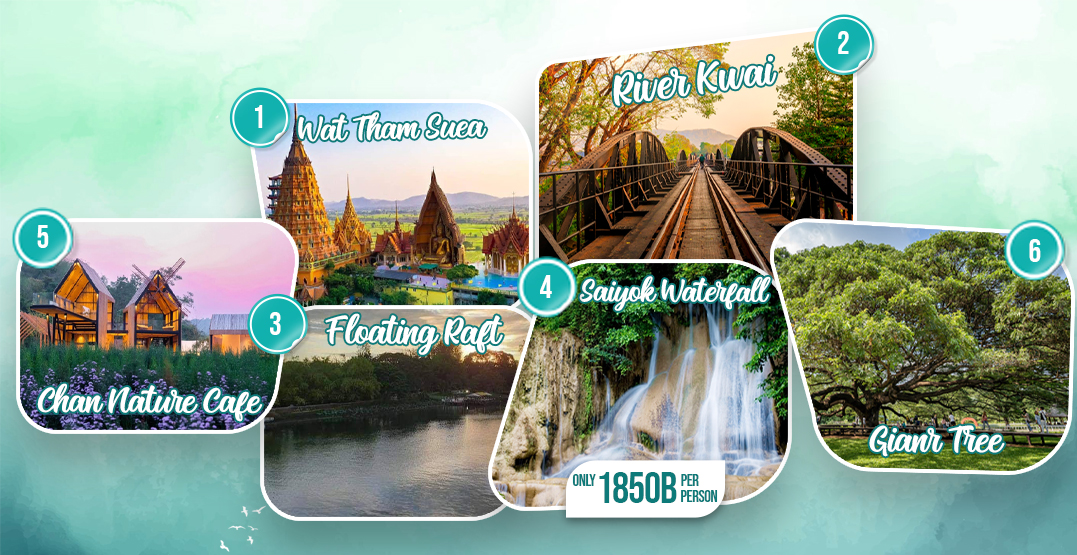 1
Wat Tham Suea
2
River Kwai
3
Floating Raft
4
Saiyok Waterfall
ONLY 1850B PER PERSON
5
Chan Nature Cafe
6
Gianr Tree